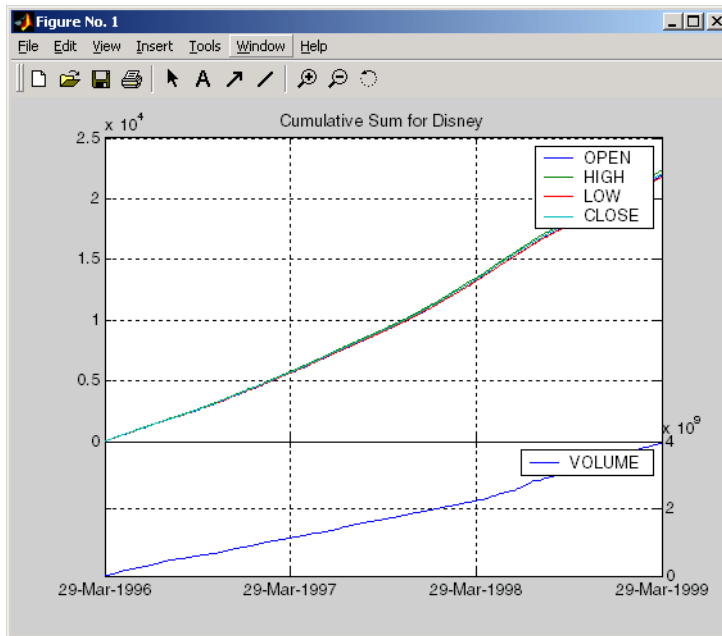 Figure No. 1
File Edit View Insert Tools Window Help
A
x 10^4
Cumulative Sum for Disney
2.5
OPEN
HIGH
LOW
CLOSE
2
1.5
1
0.5
0
x 10^9
4
VOLUME
2
0
29-Mar-1996 29-Mar-1997 29-Mar-1998 29-Mar-1999